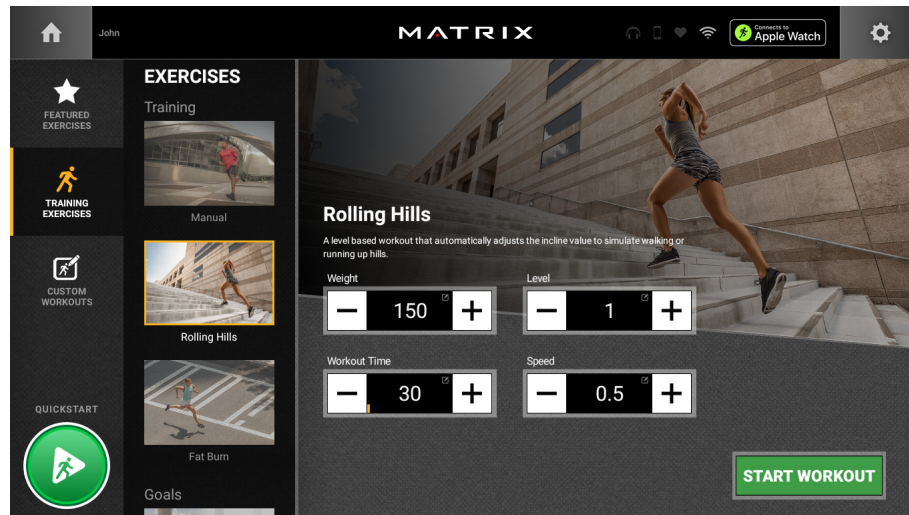 John
MATRIX
Connects to
Apple Watch
FEATURED
EXERCISES
TRAINING
EXERCISES
CUSTOM
WORKOUTS
QUICKSTART
EXERCISES
Training
Manual
Rolling Hills
Fat Burn
Goals
Rolling Hills
A level based workout that automatically adjusts the incline value to simulate walking or
running up hills.
Weight
150
Level
1
Workout Time
30
Speed
0.5
START WORKOUT